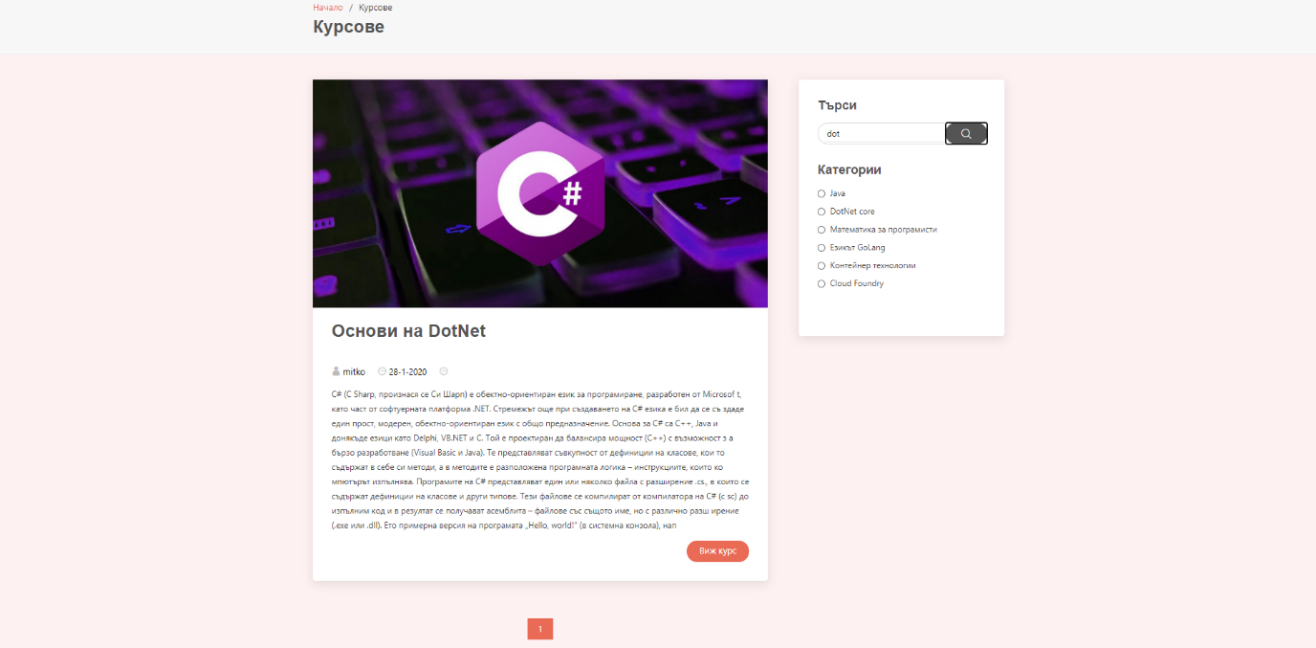 Начало / Курсове
Курсове
C#
Основи на DotNet
mitko 28-1-2020
C# (C Sharp, произнася се Си Шарп) е обектно-ориентиран език за програмиране, разработен от Microsof t,
като част от софтуерната платформа .NET. Стремежът още при създаването на C# езика е бил да се съ здаде
един прост, модерен, обектно-ориентиран език с общо предназначение. Основа за C# са C++, Java и
донякъде езици като Delphi, VB.NET и C. Той е проектиран да балансира мощност (C++) с възможност з а
бързо разработване (Visual Basic и Java). Те представляват съвкупност от дефиниции на класове, кои то
съдържат в себе си методи, а в методите е разположена програмната логика – инструкциите, които ко
мпютърът изпълнява. Програмите на C# представляват един или няколко файла с разширение .cs., в които се
съдържат дефиниции на класове и други типове. Тези файлове се компилират от компилатора на C# (c sc) до
изпълним код и в резултат се получават асемблита – файлове със същото име, но с различно разш ирение
(.exe или .dll). Ето примерна версия на програмата „Hello, world!“ (в системна конзола), нап
Виж курс
1
Търси
dot
Категории
Java
DotNet core
Математика за програмисти
Езикът GoLang
Контейнер технологии
Cloud Foundry